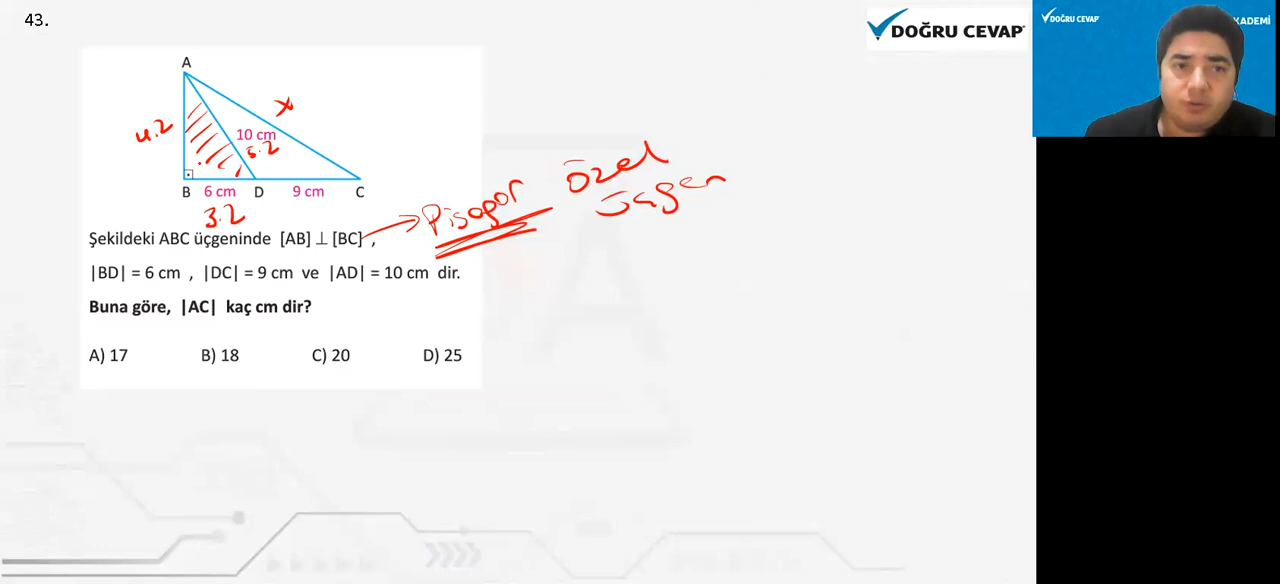 43.
DOĞRU CEVAP
DOĞRU CEVAP
KADEMİ
A
x
4.2
10 cm
5.2
B 6 cm D 9 cm C
3.2
Pisagor özel
üçgen
Şekildeki ABC üçgeninde [AB] ⊥ [BC] ,
|BD| = 6 cm , |DC| = 9 cm ve |AD| = 10 cm dir.
Buna göre, |AC| kaç cm dir?
A) 17 B) 18 C) 20 D) 25